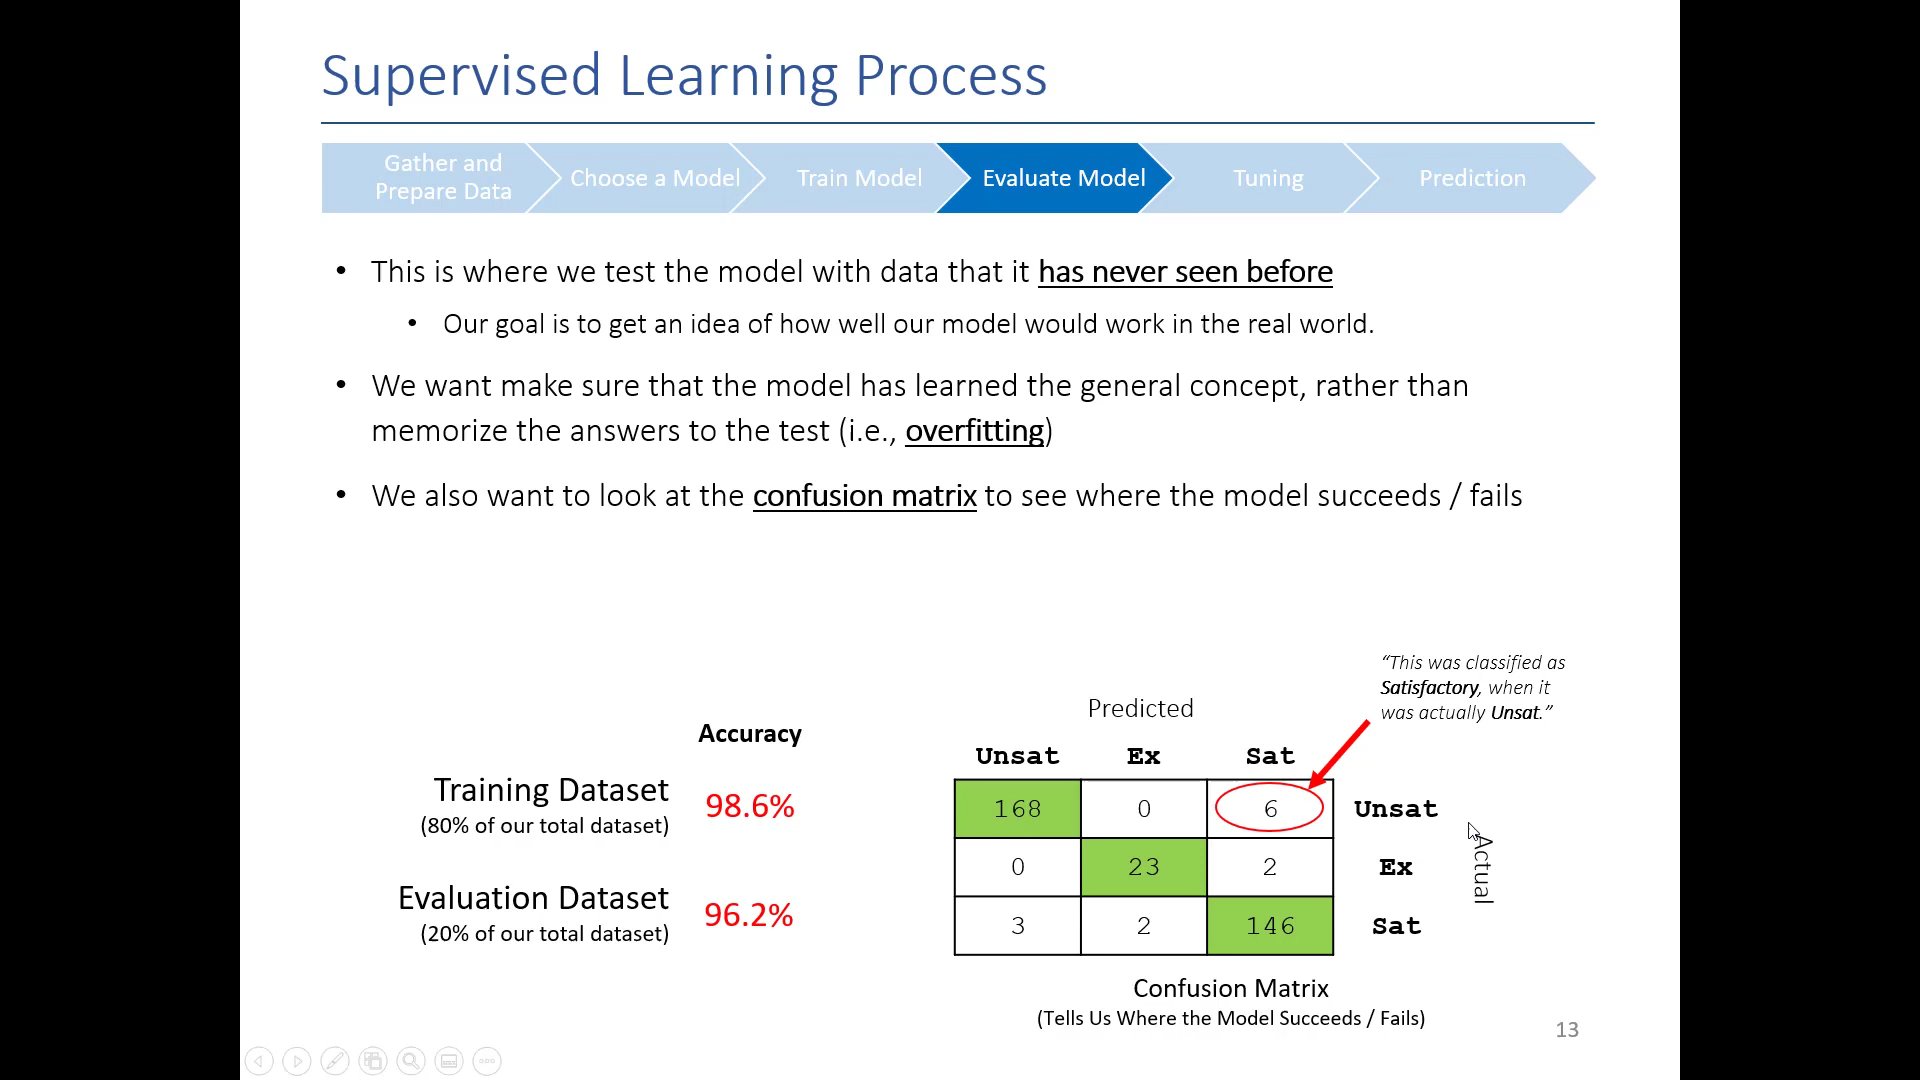 Supervised Learning Process
Gather and
Prepare Data
Choose a Model
Train Model
Evaluate Model
Tuning
Prediction
• This is where we test the model with data that it has never seen before
• Our goal is to get an idea of how well our model would work in the real world.
• We want make sure that the model has learned the general concept, rather than
memorize the answers to the test (i.e., overfitting)
• We also want to look at the confusion matrix to see where the model succeeds / fails
Accuracy
Training Dataset
(80% of our total dataset)
98.6%
Evaluation Dataset
(20% of our total dataset)
96.2%
“This was classified as
Satisfactory, when it
was actually Unsat.”
Predicted
Unsat Ex Sat
168 0 6 Unsat
0 23 2 Ex
3 2 146 Sat
Actual
Confusion Matrix
(Tells Us Where the Model Succeeds / Fails)
13